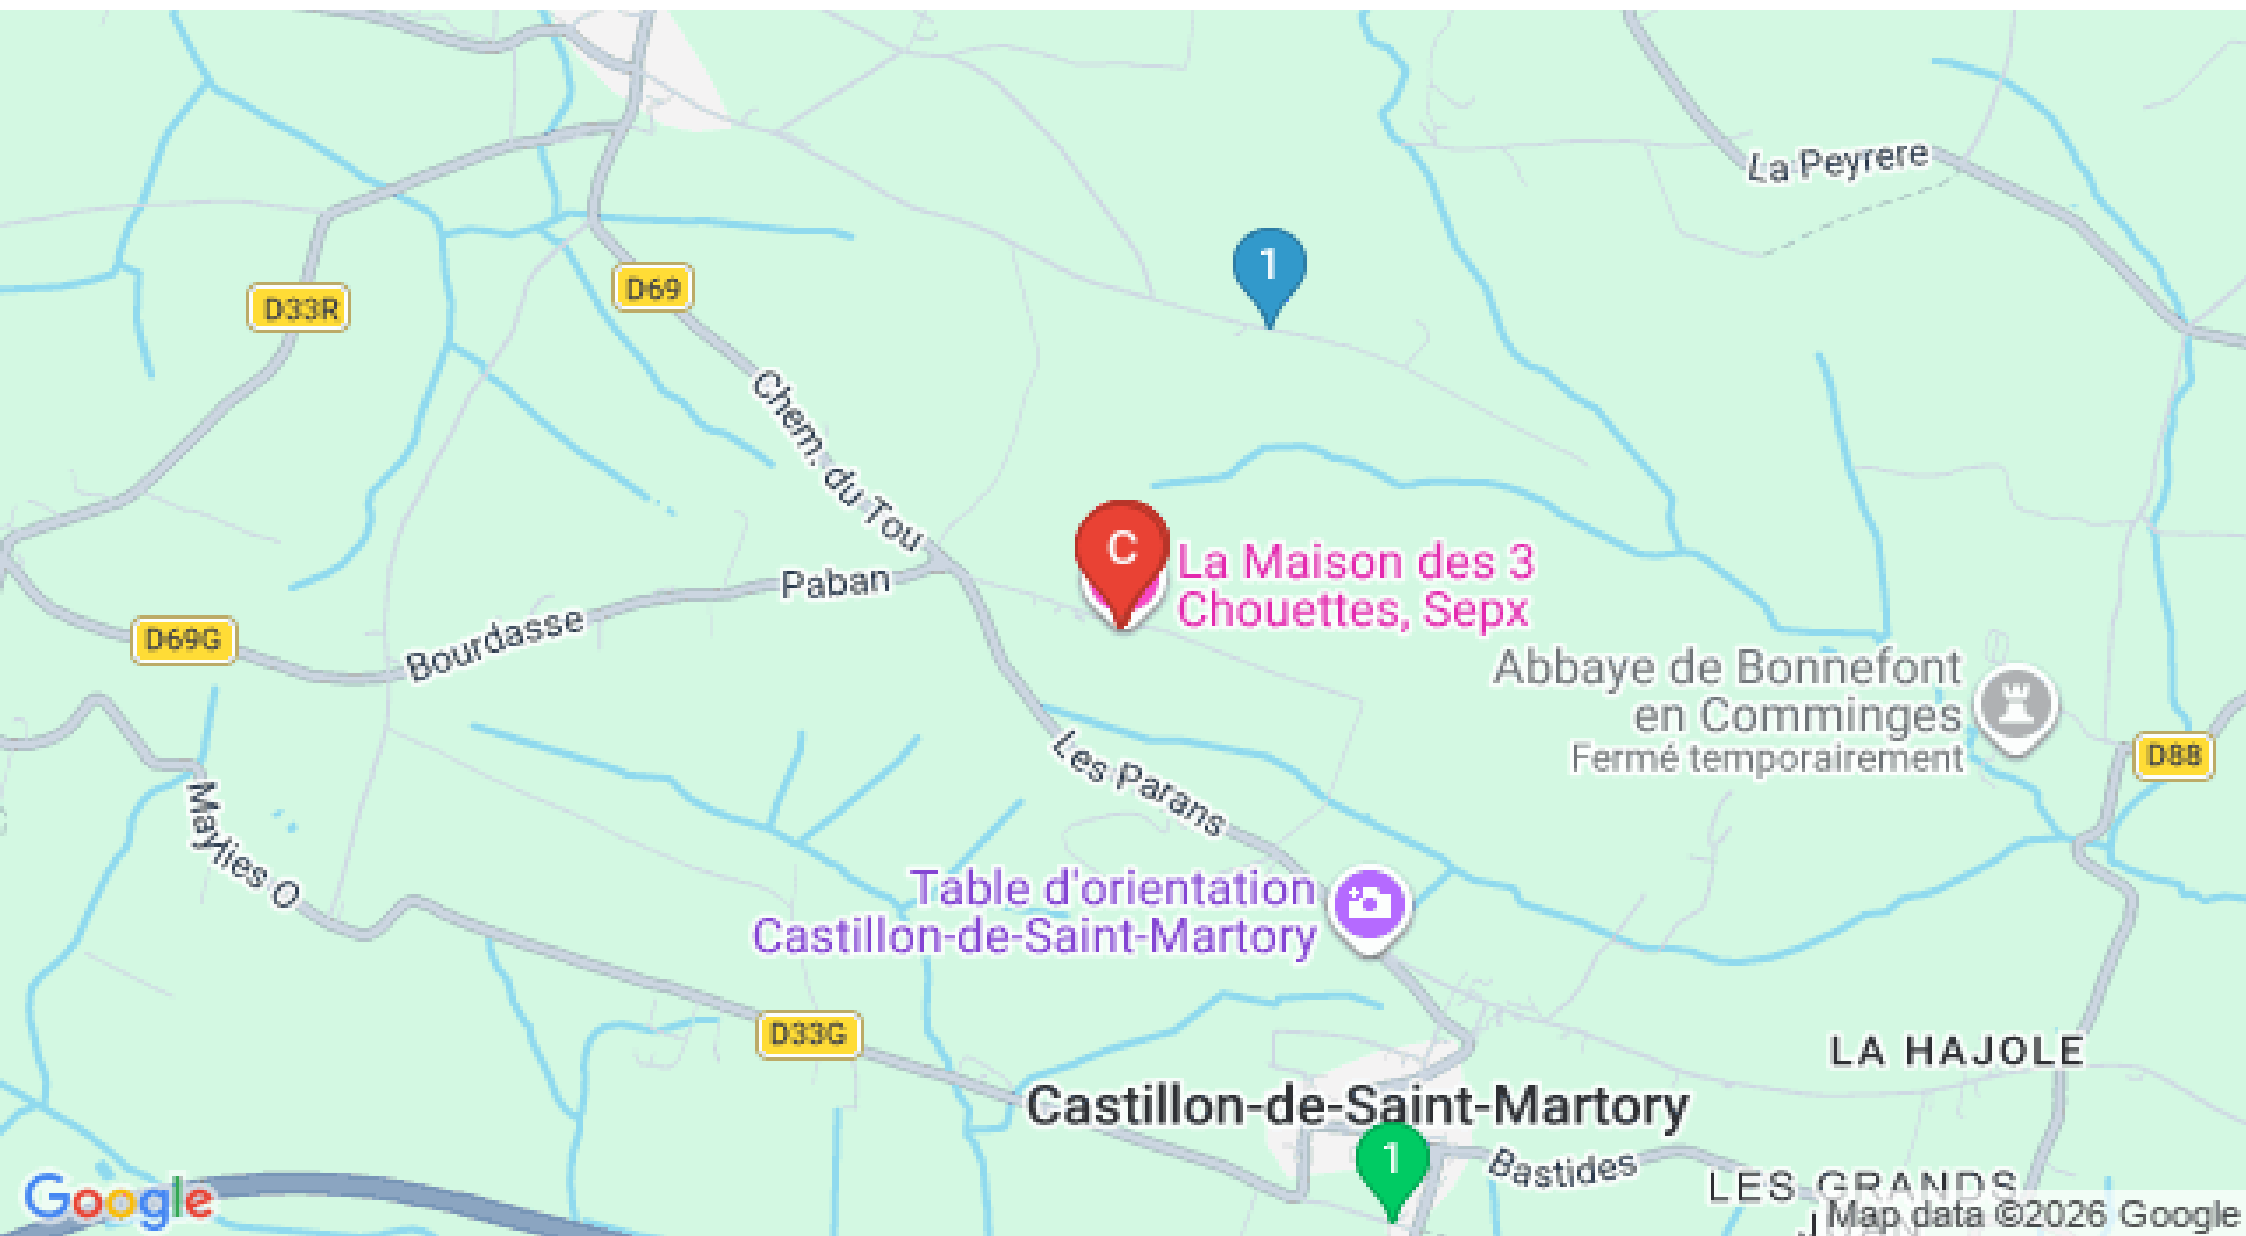 La Peyrere
1
D69
D33R
Chem. du Tou
C
La Maison des 3
Chouettes, Sepx
Paban
Bourdasse
D69G
Abbaye de Bonnefont
en Comminges
Fermé temporairement
D88
Les Parans
Maylies O
Table d'orientation
Castillon-de-Saint-Martory
D33G
LA HAJOLE
Castillon-de-Saint-Martory
1
Bastides
LES GRANDS
Google
Map data ©2026 Google